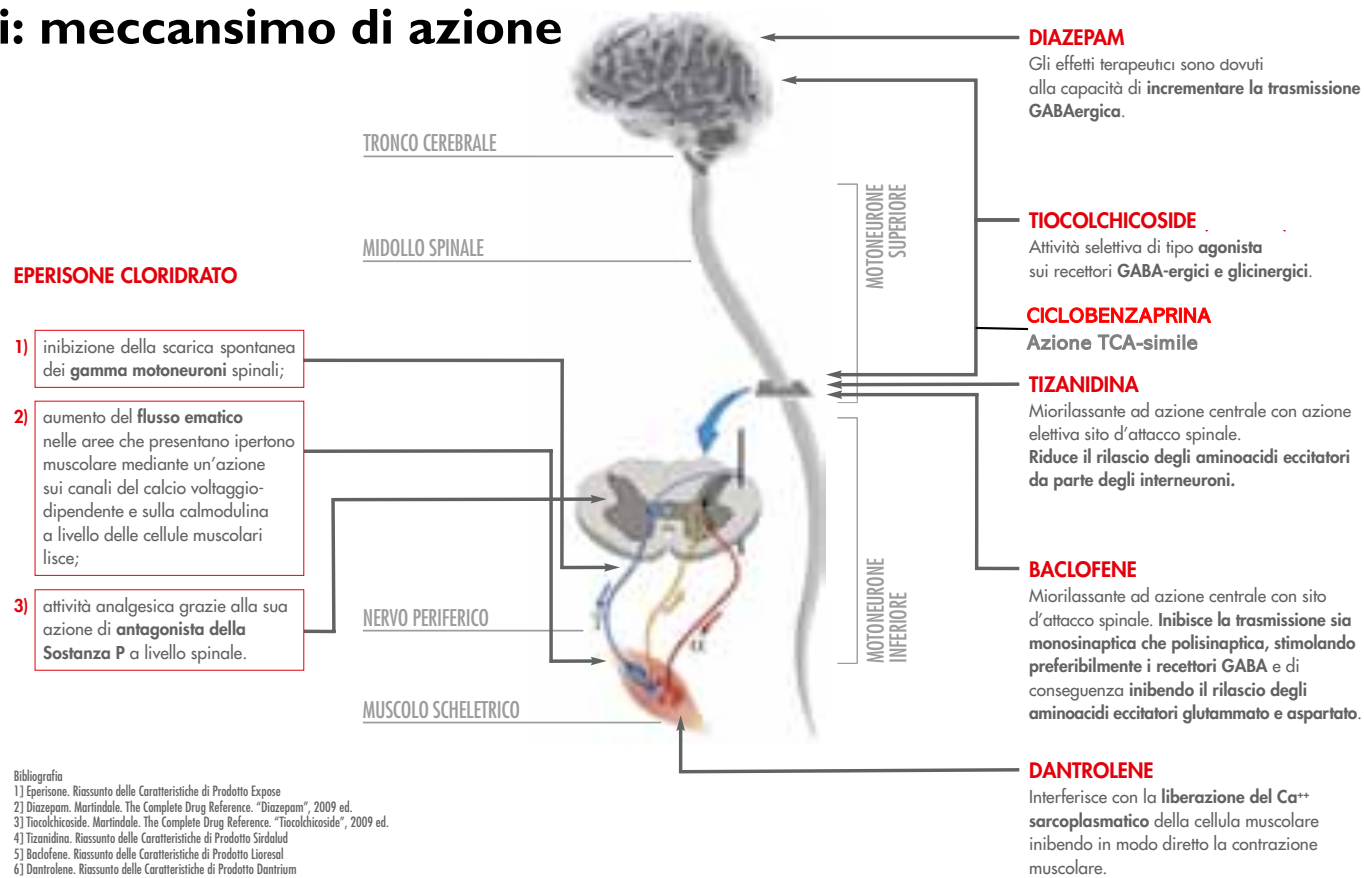 i: meccansimo di azione
TRONCO CEREBRALE
MIDOLLO SPINALE
NERVO PERIFERICO
MUSCOLO SCHELETRICO
MOTONEURONE
SUPERIORE
MOTONEURONE
INFERIORE
α
EPERISONE CLORIDRATO
1) inibizione della scarica spontanea
dei gamma motoneuroni spinali;
2) aumento del flusso ematico
nelle aree che presentano ipertono
muscolare mediante un'azione
sui canali del calcio voltaggio-
dipendente e sulla calmodulina
a livello delle cellule muscolari
lisce;
3) attività analgesica grazie alla sua
azione di antagonista della
Sostanza P a livello spinale.
DIAZEPAM
Gli effetti terapeutici sono dovuti
alla capacità di incrementare la trasmissione
GABAergica.
TIOCOLCHICOSIDE
Attività selettiva di tipo agonista
sui recettori GABA-ergici e glicinergici.
CICLOBENZAPRINA
Azione TCA-simile
TIZANIDINA
Miorilassante ad azione centrale con azione
elettiva sito d'attacco spinale.
Riduce il rilascio degli aminoacidi eccitatori
da parte degli interneuroni.
BACLOFENE
Miorilassante ad azione centrale con sito
d'attacco spinale. Inibisce la trasmissione sia
monosinaptica che polisinaptica, stimolando
preferibilmente i recettori GABA e di
conseguenza inibendo il rilascio degli
aminoacidi eccitatori glutammato e aspartato.
DANTROLENE
Interferisce con la liberazione del Ca++
sarcoplasmatico della cellula muscolare
inibendo in modo diretto la contrazione
muscolare.
Bibliografia
1] Eperisone. Riassunto delle Caratteristiche di Prodotto Expose
2] Diazepam. Martindale. The Complete Drug Reference. "Diazepam", 2009 ed.
3] Tiocolchicoside. Martindale. The Complete Drug Reference. "Tiocolchicoside", 2009 ed.
4] Tizanidina. Riassunto delle Caratteristiche di Prodotto Sirdalud
5] Baclofene. Riassunto delle Caratteristiche di Prodotto Lioresal
6] Dantrolene. Riassunto delle Caratteristiche di Prodotto Dantrium